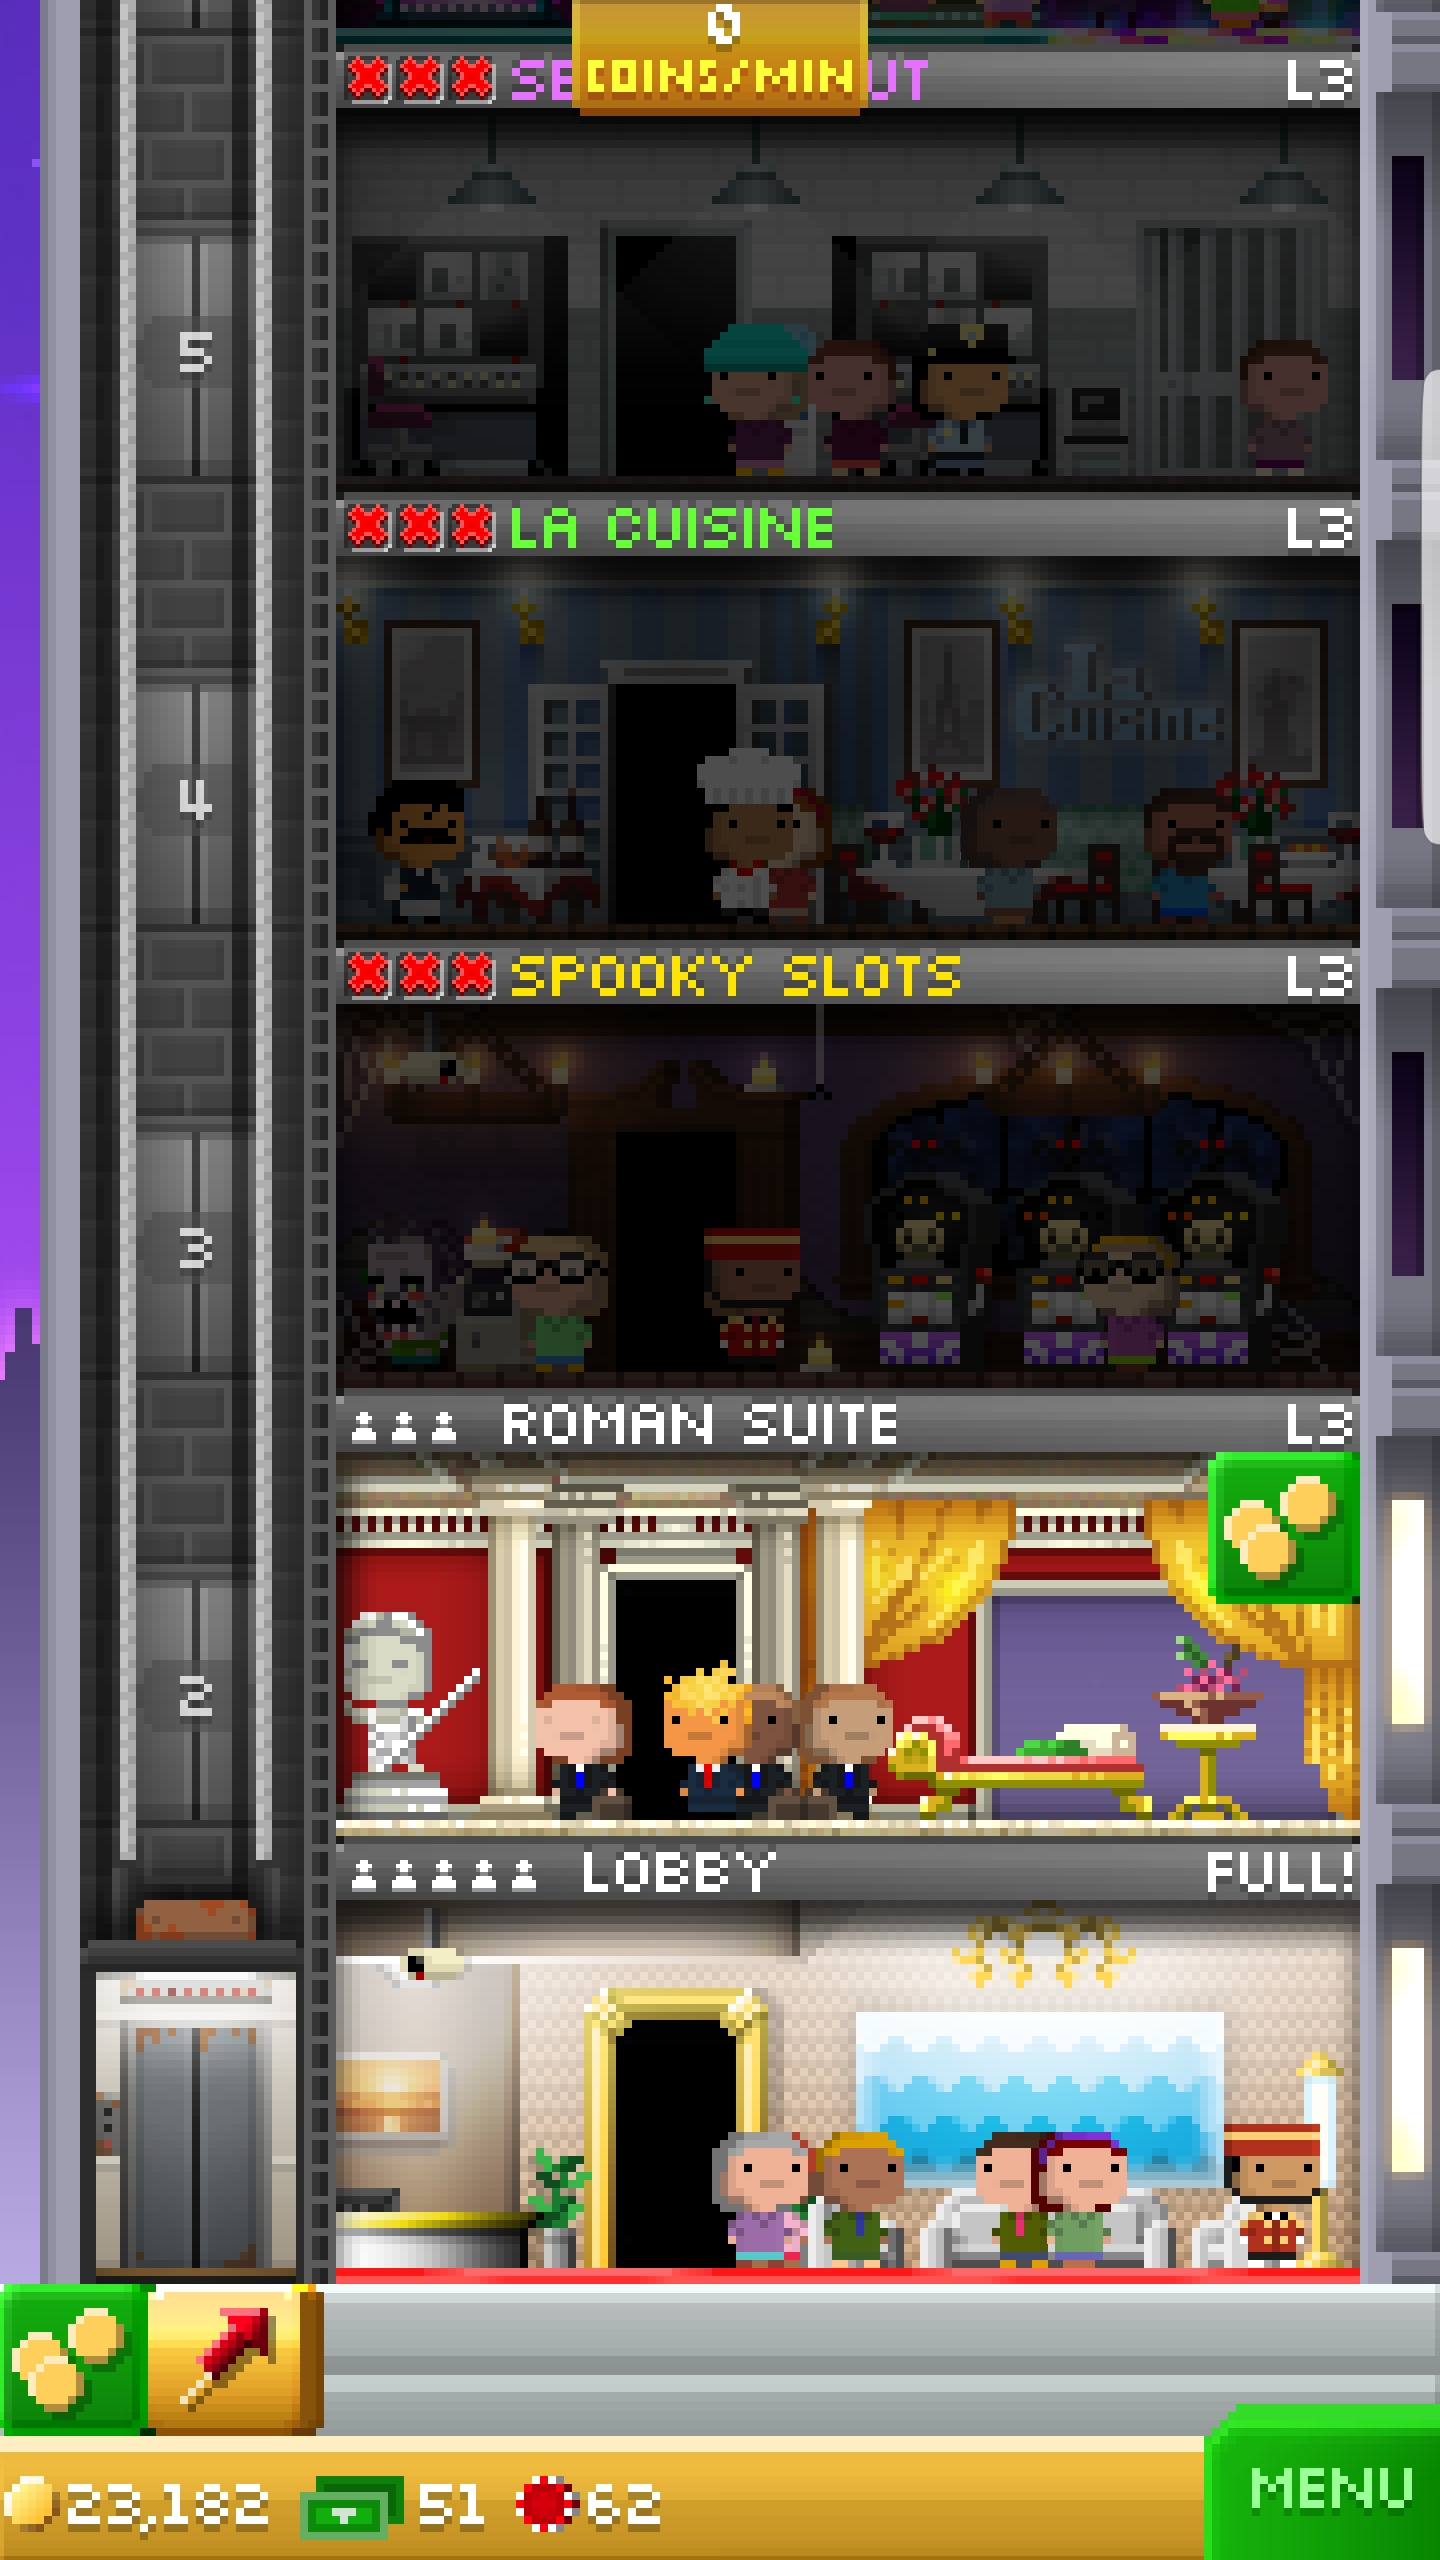 0
COINS/MIN
SE UT L3
5
LA CUISINE L3
La
Cuisine
4
SPOOKY SLOTS L3
3
ROMAN SUITE L3
2
LOBBY FULL!
23,182 51 62
MENU